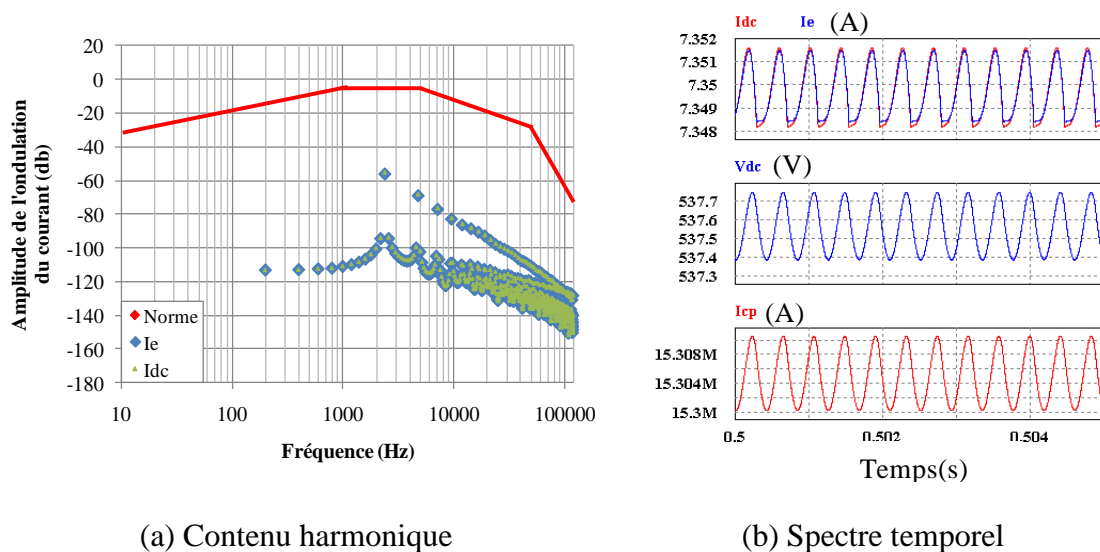 20
0
-20
-40
-60
-80
-100
-120
-140
-160
-180
10
100
1000
10000
100000
Amplitude de l'ondulation
du courant (db)
Norme
Ie
Idc
Fréquence (Hz)
(a) Contenu harmonique
Idc Ie (A)
7.352
7.351
7.35
7.349
7.348
Vdc (V)
537.7
537.6
537.5
537.4
537.3
Icp (A)
15.308M
15.304M
15.3M
0.5 0.502 0.504
Temps(s)
(b) Spectre temporel